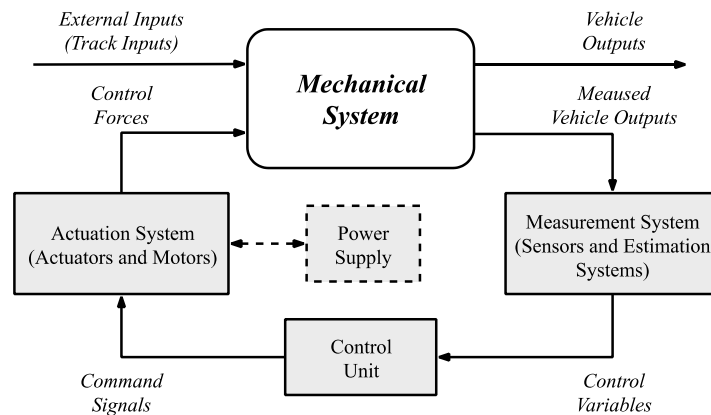 External Inputs
(Track Inputs)
Vehicle
Outputs
Mechanical
System
Control
Forces
Meaused
Vehicle Outputs
Actuation System
(Actuators and Motors)
Power
Supply
Measurement System
(Sensors and Estimation
Systems)
Control
Unit
Command
Signals
Control
Variables